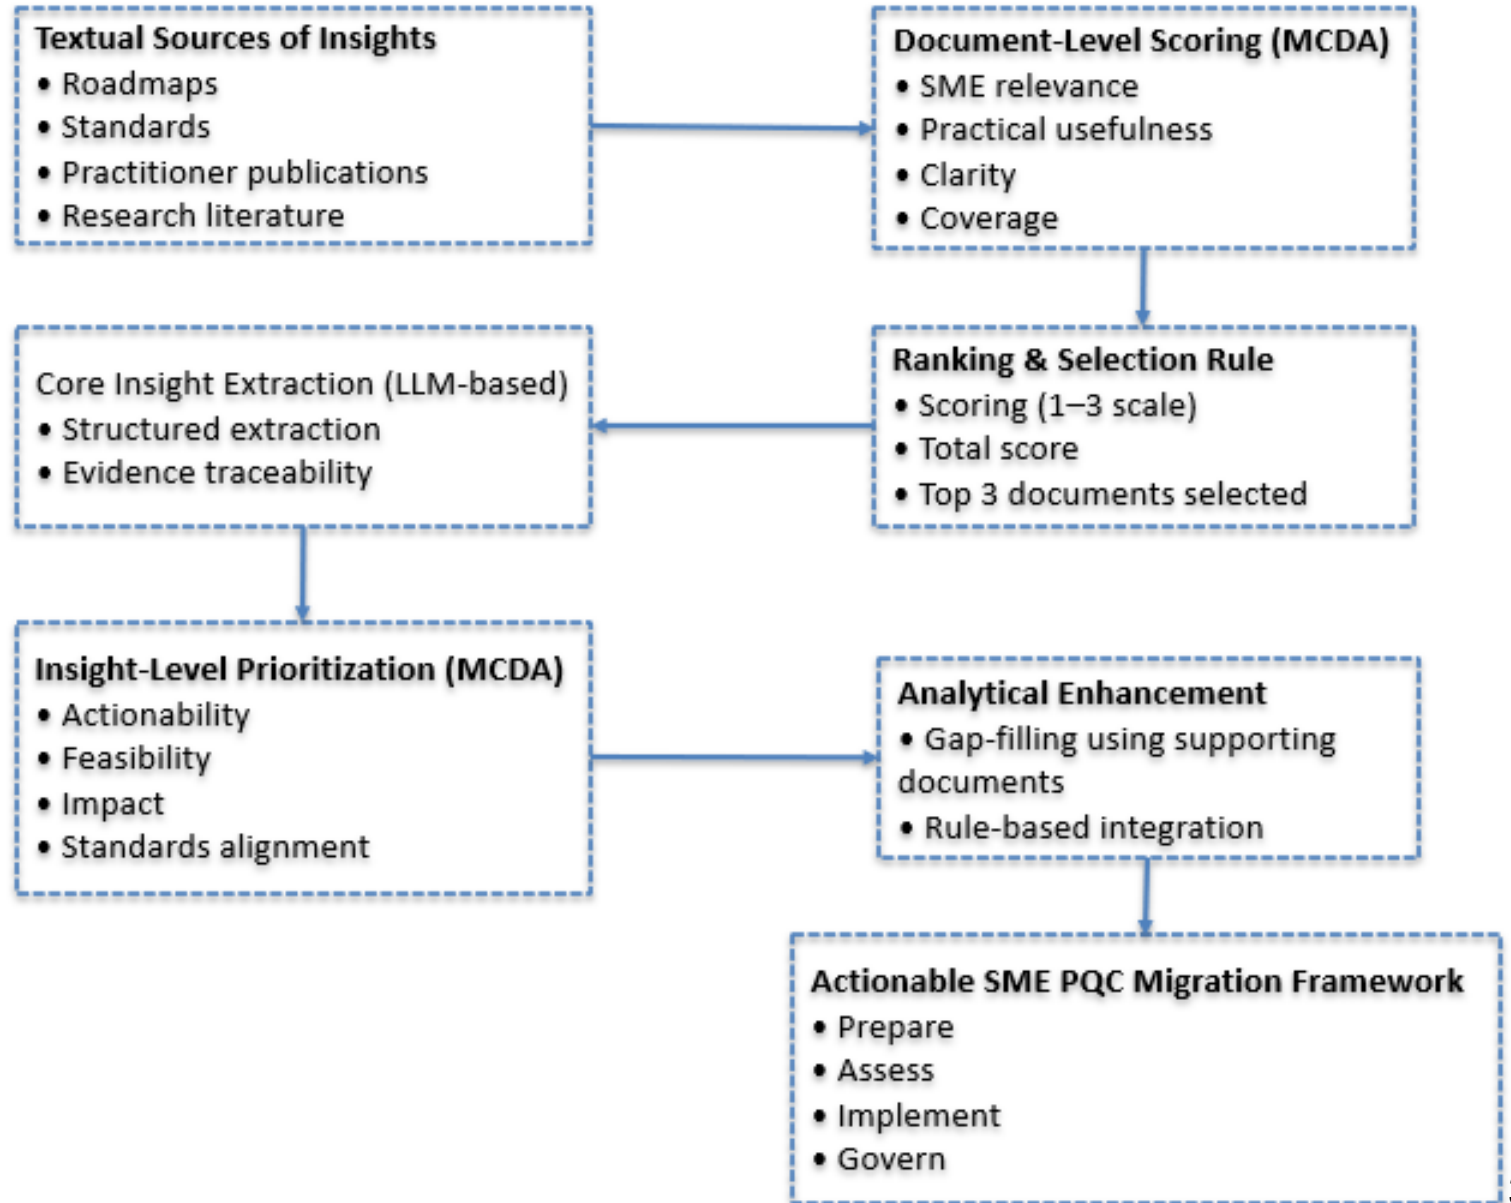 Textual Sources of Insights
• Roadmaps
• Standards
• Practitioner publications
• Research literature
Document-Level Scoring (MCDA)
• SME relevance
• Practical usefulness
• Clarity
• Coverage
Ranking & Selection Rule
• Scoring (1–3 scale)
• Total score
• Top 3 documents selected
Core Insight Extraction (LLM-based)
• Structured extraction
• Evidence traceability
Insight-Level Prioritization (MCDA)
• Actionability
• Feasibility
• Impact
• Standards alignment
Analytical Enhancement
• Gap-filling using supporting
documents
• Rule-based integration
Actionable SME PQC Migration Framework
• Prepare
• Assess
• Implement
• Govern